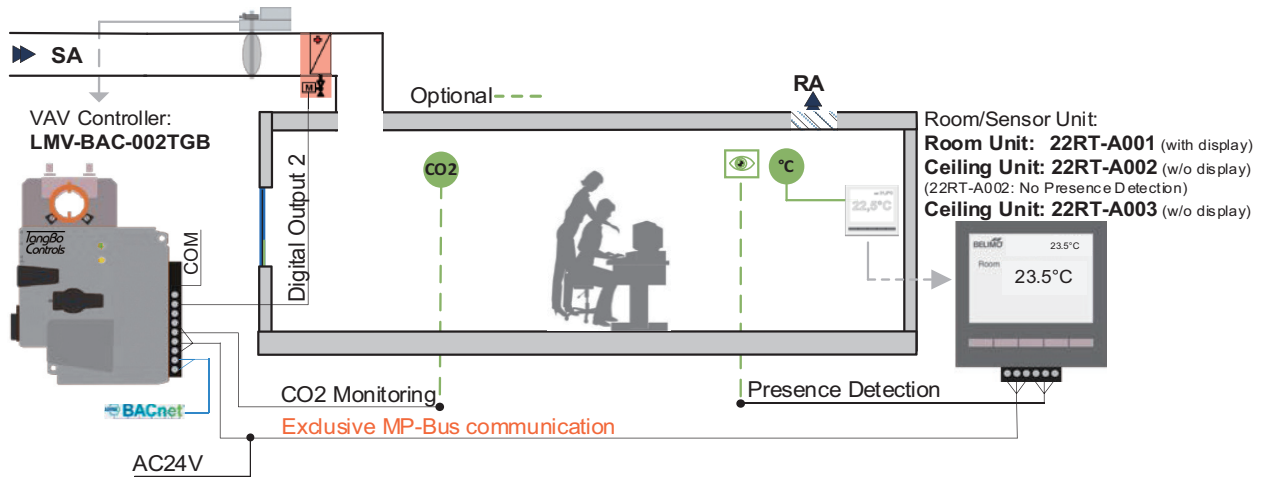 SA
VAV Controller:
LMV-BAC-002TGB
TongBo
Controls
COM
Digital Output 2
M
Optional
CO2
°C
RA
22,5°C
Room/Sensor Unit:
Room Unit: 22RT-A001 (with display)
Ceiling Unit: 22RT-A002 (w/o display)
(22RT-A002: No Presence Detection)
Ceiling Unit: 22RT-A003 (w/o display)
BELIMO 23.5°C
Room
23.5°C
CO2 Monitoring
Presence Detection
BACnet
Exclusive MP-Bus communication
AC24V